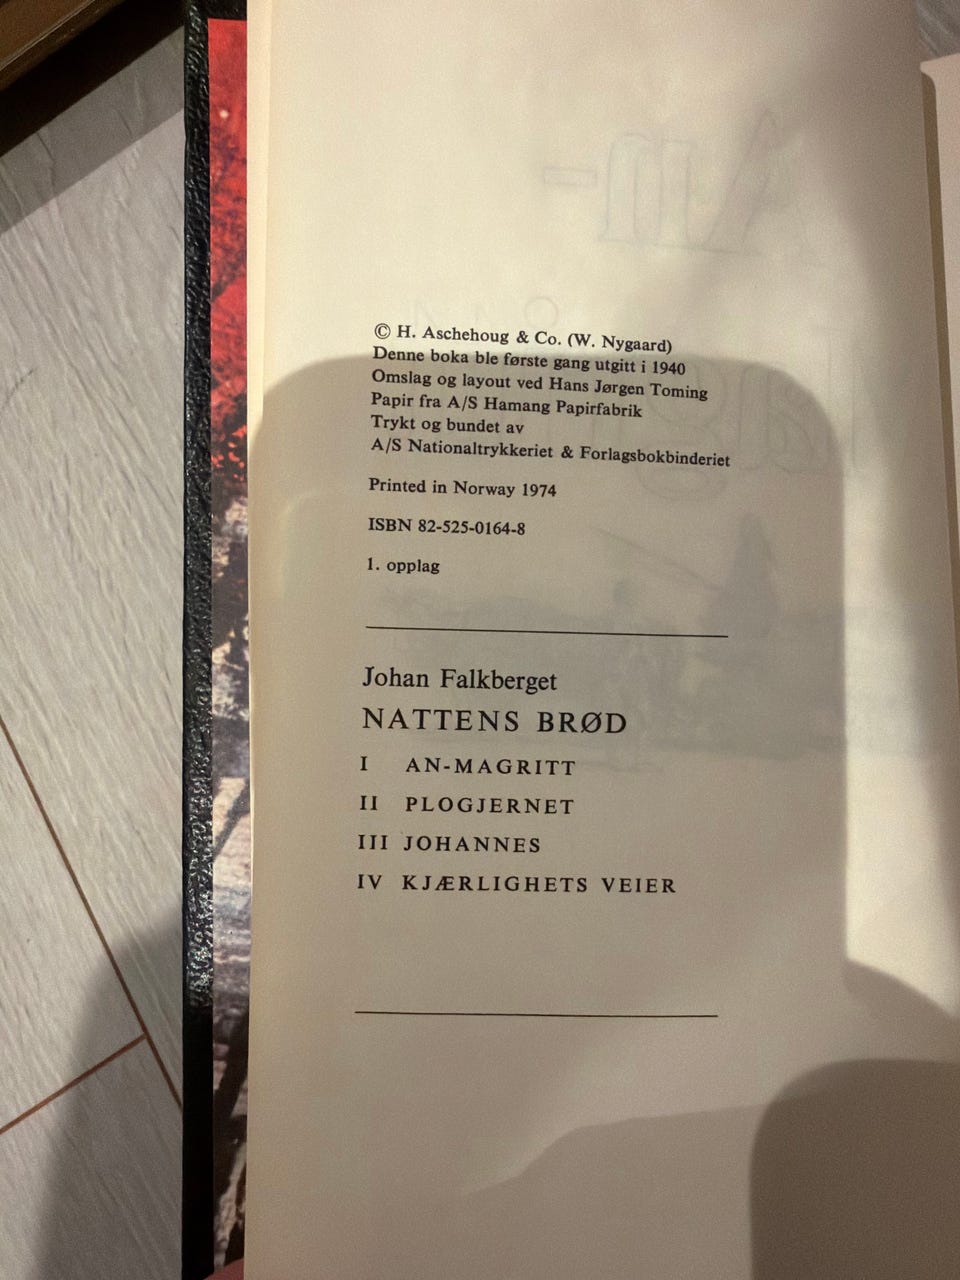 © H. Aschehoug & Co. (W. Nygaard)
Denne boka ble første gang utgitt i 1940
Omslag og layout ved Hans Jørgen Toming
Papir fra A/S Hamang Papirfabrik
Trykt og bundet av
A/S Nationaltrykkeriet & Forlagsbokbinderiet
Printed in Norway 1974
ISBN 82-525-0164-8
1. opplag
Johan Falkberget
NATTENS BRØD
I AN-MAGRITT
II PLOGJERNET
III JOHANNES
IV KJÆRLIGHETS VEIER